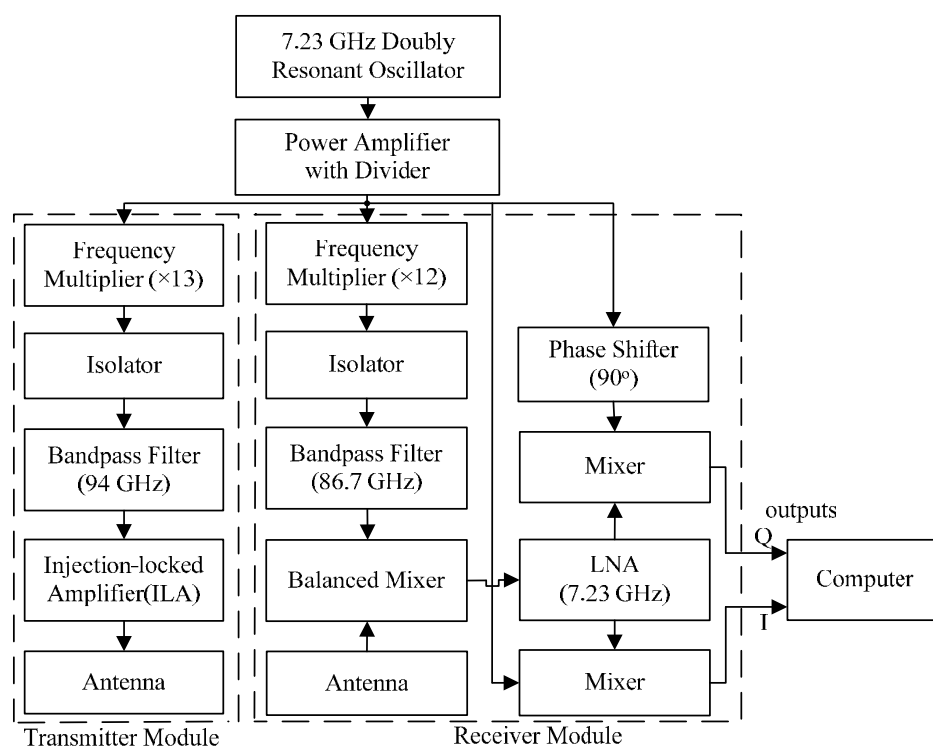 7.23 GHz Doubly
Resonant Oscillator
Power Amplifier
with Divider
Frequency
Multiplier (×13)
Isolator
Bandpass Filter
(94 GHz)
Injection-locked
Amplifier(ILA)
Antenna
Transmitter Module
Frequency
Multiplier (×12)
Isolator
Bandpass Filter
(86.7 GHz)
Balanced Mixer
Antenna
Phase Shifter
(90º)
Mixer
LNA
(7.23 GHz)
Mixer
Receiver Module
outputs
Q
I
Computer